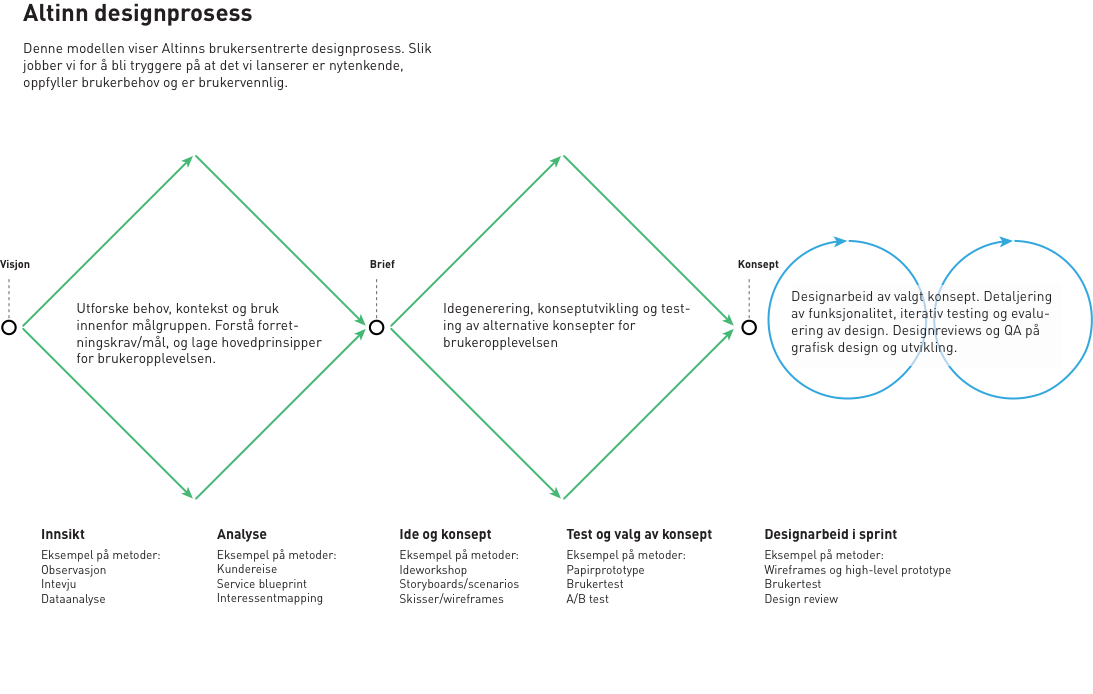 Altinn designprosess
Denne modellen viser Altinns brukersentrerte designprosess. Slik
jobber vi for å bli tryggere på at det vi lanserer er nytenkende,
oppfyller brukerbehov og er brukervennlig.
Visjon
Brief
Konsept
Utforske behov, kontekst og bruk
innenfor målgruppen. Forstå forret-
ningskrav/mål, og lage hovedprinsipper
for brukeropplevelsen.
Idegenerering, konseptutvikling og test-
ing av alternative konsepter for
brukeropplevelsen
Designarbeid av valgt konsept. Detaljering
av funksjonalitet, iterativ testing og evalu-
ering av design. Designreviews og QA på
grafisk design og utvikling.
Innsikt
Eksempel på metoder:
Observasjon
Intevju
Dataanalyse
Analyse
Eksempel på metoder:
Kundereise
Service blueprint
Interessentmapping
Ide og konsept
Eksempel på metoder:
Ideworkshop
Storyboards/scenarios
Skisser/wireframes
Test og valg av konsept
Eksempel på metoder:
Papirprototype
Brukertest
A/B test
Designarbeid i sprint
Eksempel på metoder:
Wireframes og high-level prototype
Brukertest
Design review